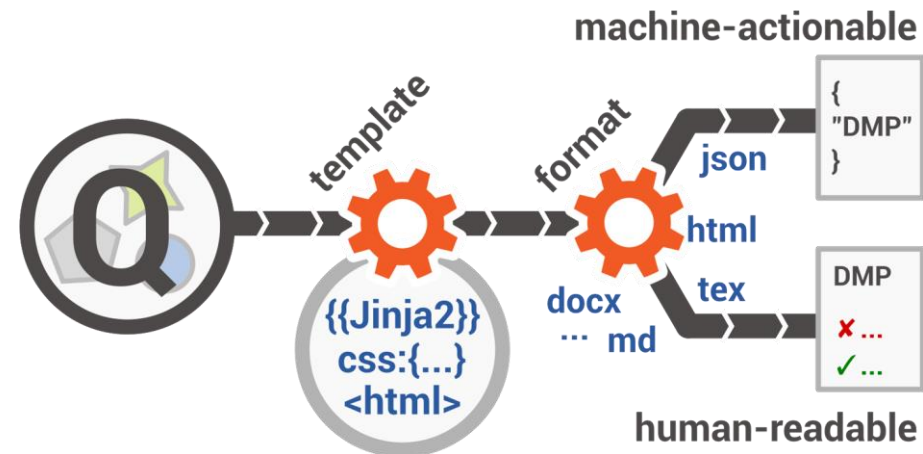 machine-actionable
template
format
{
"DMP"
}
json
Q
html
{{Jinja2}}
css:{...}
<html>
docx
... md
tex
DMP
✘...
✓...
human-readable